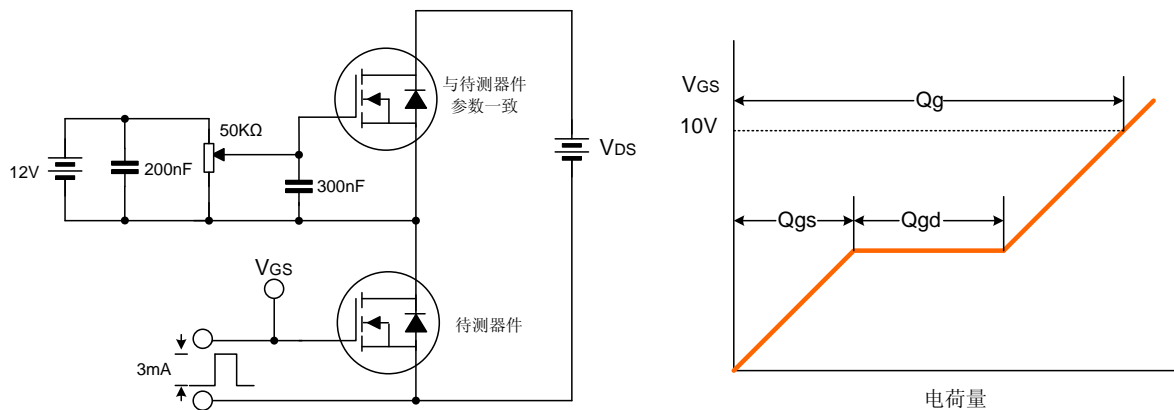 与待测器件
参数一致
50KΩ
12V
200nF
300nF
VDS
VGS
待测器件
3mA
VGS
10V
Qg
Qgs
Qgd
电荷量